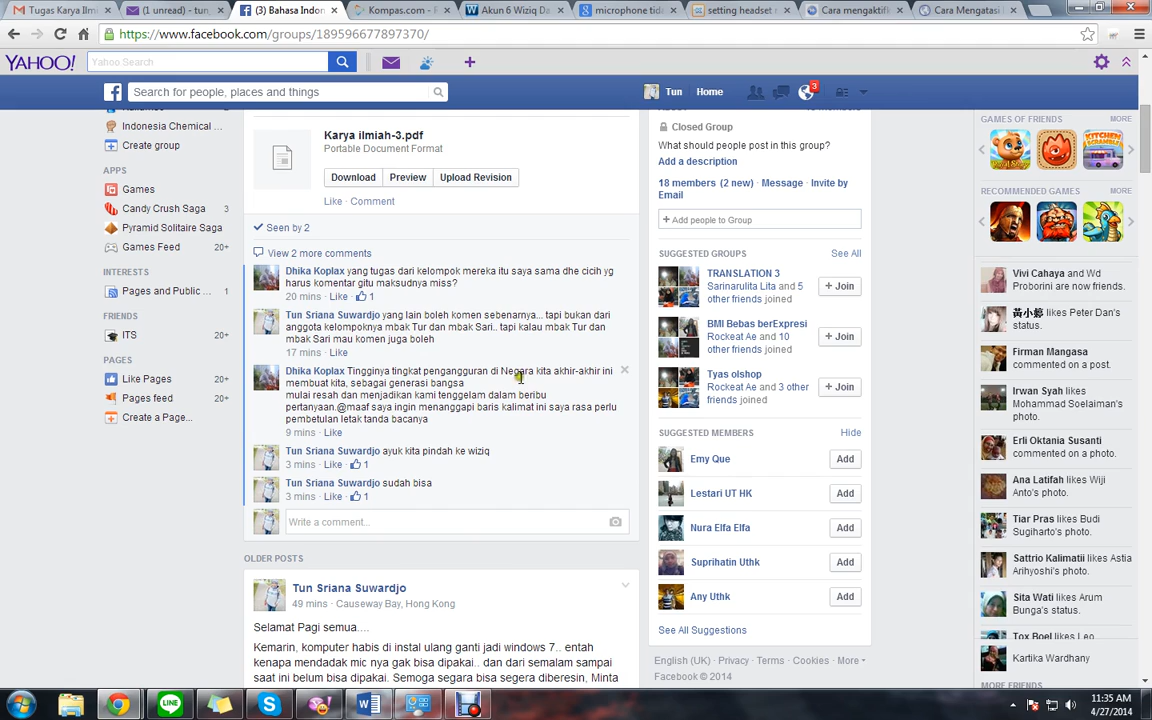 Tugas Karya Ilm
(1 unread) - tun
(3) Bahasa Indon
Kompas.com - F
Akun 6 Wiziq Da
microphone tida
setting headset
Cara mengaktifk
Cara Mengatasi
https://www.facebook.com/groups/189596677897370/
YAHOO!
Yahoo Search
Search for people, places and things
Tun
Home
3
Indonesia Chemical ...
Create group
APPS
Games
Candy Crush Saga 3
Pyramid Solitaire Saga
Games Feed 20+
INTERESTS
Pages and Public ... 1
FRIENDS
ITS 20+
PAGES
Like Pages 20+
Pages feed 20+
Create a Page...
Karya ilmiah-3.pdf
Portable Document Format
Download
Preview
Upload Revision
Like · Comment
Seen by 2
View 2 more comments
Dhika Koplax yang tugas dari kelompok mereka itu saya sama dhe cicih yg
harus komentar gitu maksudnya miss?
20 mins · Like · 1
Tun Sriana Suwardjo yang lain boleh komen sebenarnya... tapi bukan dari
anggota kelompoknya mbak Tur dan mbak Sari.. tapi kalau mbak Tur dan
mbak Sari mau komen juga boleh
17 mins · Like
Dhika Koplax Tingginya tingkat pengangguran di Negara kita akhir-akhir ini
membuat kita, sebagai generasi bangsa
mulai resah dan menjadikan kami tenggelam dalam beribu
pertanyaan.@maaf saya ingin menanggapi baris kalimat ini saya rasa perlu
pembetulan letak tanda bacanya
9 mins · Like
Tun Sriana Suwardjo ayuk kita pindah ke wiziq
3 mins · Like · 1
Tun Sriana Suwardjo sudah bisa
3 mins · Like · 1
Write a comment...
OLDER POSTS
Tun Sriana Suwardjo
49 mins · Causeway Bay, Hong Kong
Selamat Pagi semua....
Kemarin, komputer habis di instal ulang ganti jadi windows 7.. entah
kenapa mendadak mic nya gak bisa dipakai.. dan dari semalam sampai
saat ini belum bisa dipakai. Semoga segara bisa segera diberesin, Minta
Closed Group
What should people post in this group?
Add a description
18 members (2 new) · Message · Invite by
Email
+ Add people to Group
SUGGESTED GROUPS See All
TRANSLATION 3
Sarinarulita Lita and 5
other friends joined
+ Join
BMI Bebas berExpresi
Rockeat Ae and 10
other friends joined
+ Join
Tyas olshop
Rockeat Ae and 3 other
friends joined
+ Join
SUGGESTED MEMBERS Hide
Emy Que Add
Lestari UT HK Add
Nura Elfa Elfa Add
Suprihatin Uthk Add
Any Uthk Add
See All Suggestions
English (UK) · Privacy · Terms · Cookies · More
Facebook © 2014
GAMES OF FRIENDS MORE
KITCHEN
SCRAMBLE
RECOMMENDED GAMES MORE
Vivi Cahaya and Wd
Proborini are now friends.
黃小婷 likes Peter Dan's
status.
Firman Mangasa
commented on a post.
Irwan Syah likes
Mohammad Soelaiman's
photo.
Erli Oktania Susanti
commented on a photo.
Ana Latifah likes Wiji
Anto's photo.
Tiar Pras likes Budi
Sugiharto's photo.
Sattrio Kalimatii likes Astia
Arihyoshi's photo.
Sita Wati likes Arum
Bunga's status.
Tox Boel likes Leo
Kartika Wardhany
MORE FRIENDS
11:35 AM
4/27/2014